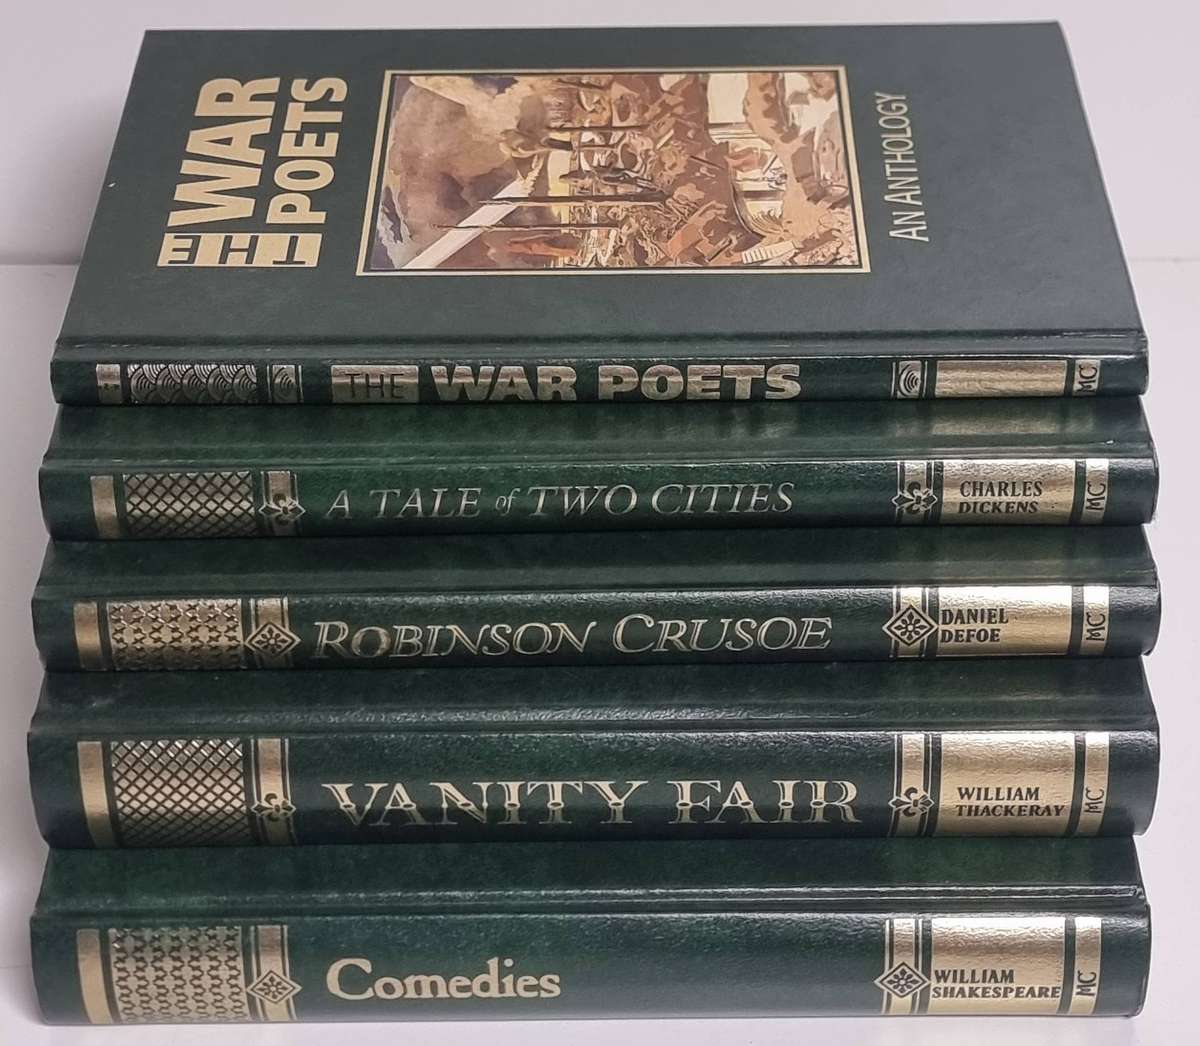 THE WAR
POETS
AN ANTHOLOGY
THE WAR POETS
MC
A TALE of TWO CITIES
CHARLES
DICKENS
MC
ROBINSON CRUSOE
DANIEL
DEFOE
MC
VANITY FAIR
WILLIAM
THACKERAY
MC
Comedies
WILLIAM
SHAKESPEARE
MC